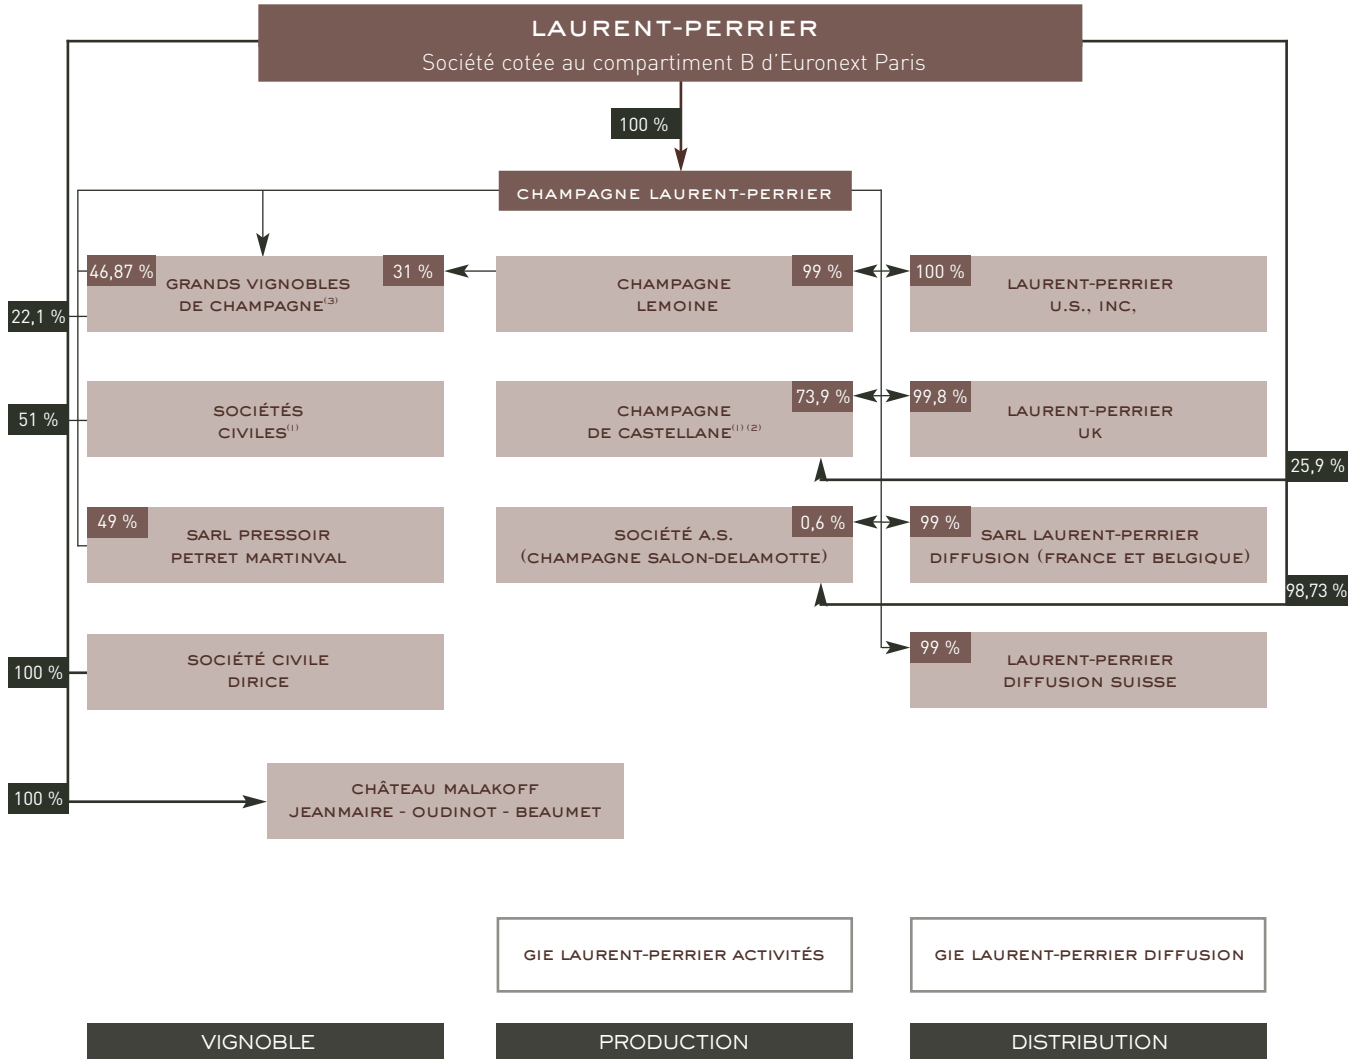 LAURENT-PERRIER
Société cotée au compartiment B d'Euronext Paris
100 %
CHAMPAGNE LAURENT-PERRIER
46,87 %
GRANDS VIGNOBLES
DE CHAMPAGNE(3)
31 %
CHAMPAGNE
LEMOINE
99 %
100 %
LAURENT-PERRIER
U.S., INC,
22,1 %
SOCIÉTÉS
CIVILES(1)
51 %
CHAMPAGNE
DE CASTELLANE(1) (2)
73,9 %
99,8 %
LAURENT-PERRIER
UK
25,9 %
49 %
SARL PRESSOIR
PETRET MARTINVAL
SOCIÉTÉ A.S.
(CHAMPAGNE SALON-DELAMOTTE)
0,6 %
99 %
SARL LAURENT-PERRIER
DIFFUSION (FRANCE ET BELGIQUE)
98,73 %
100 %
SOCIÉTÉ CIVILE
DIRICE
99 %
LAURENT-PERRIER
DIFFUSION SUISSE
100 %
CHÂTEAU MALAKOFF
JEANMAIRE - OUDINOT - BEAUMET
GIE LAURENT-PERRIER ACTIVITÉS
GIE LAURENT-PERRIER DIFFUSION
VIGNOBLE
PRODUCTION
DISTRIBUTION